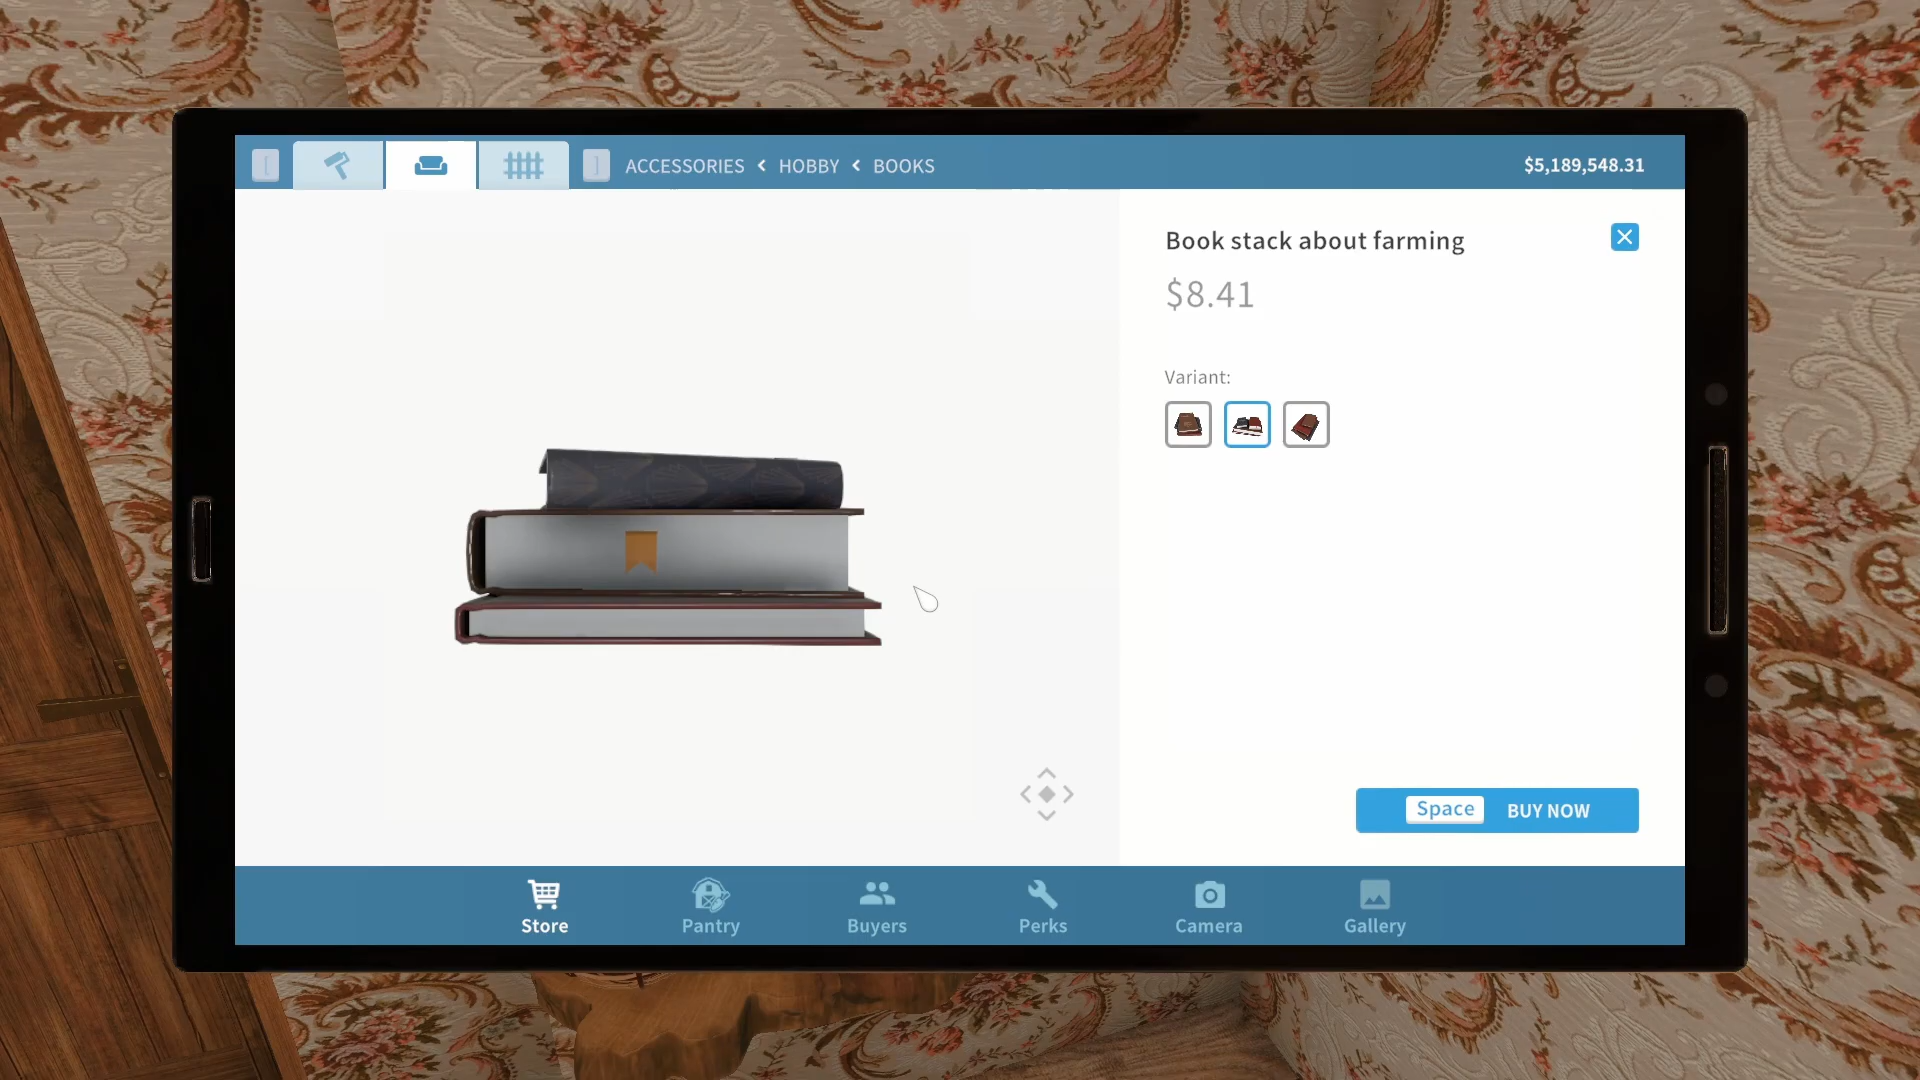 [ ] ACCESSORIES < HOBBY < BOOKS $5,189,548.31
Book stack about farming
$8.41
Variant:
Space BUY NOW
Store Pantry Buyers Perks Camera Gallery